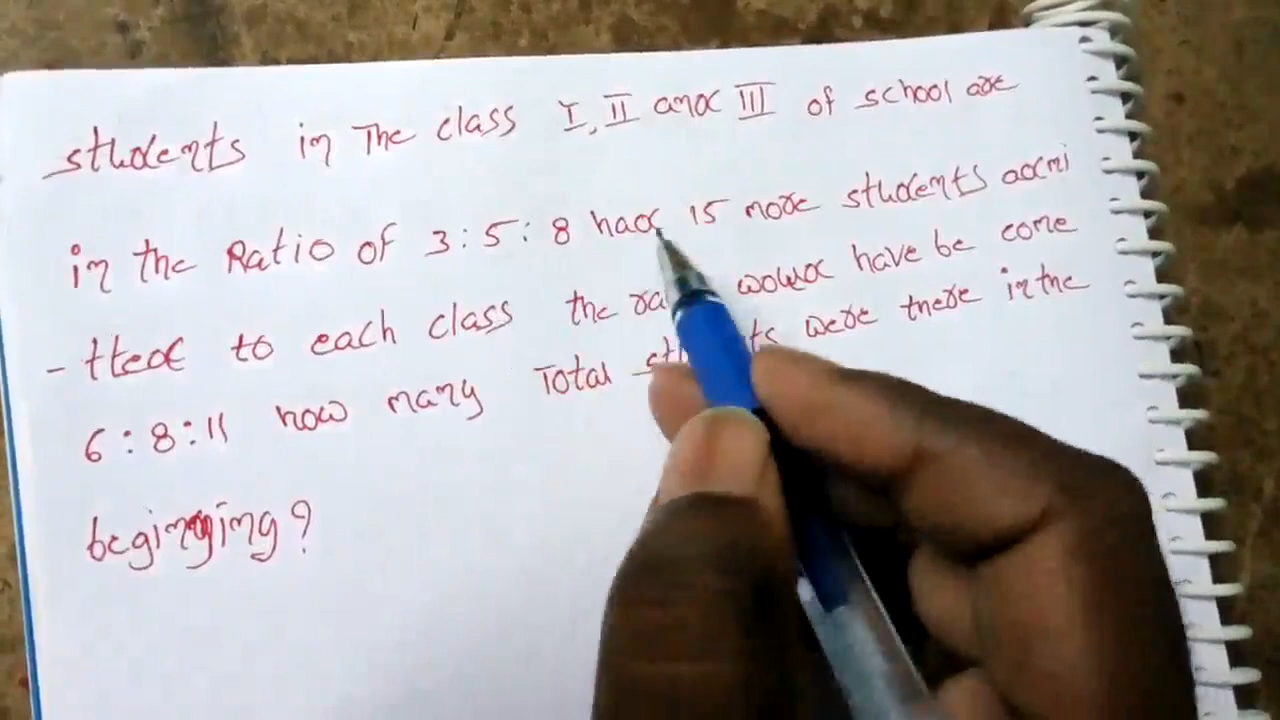 students in The class I, II and III of school are
in the Ratio of 3:5:8 had 15 more students admi
-tted to each class the would have be come
6:8:11 how many Total were there in the
beginging?